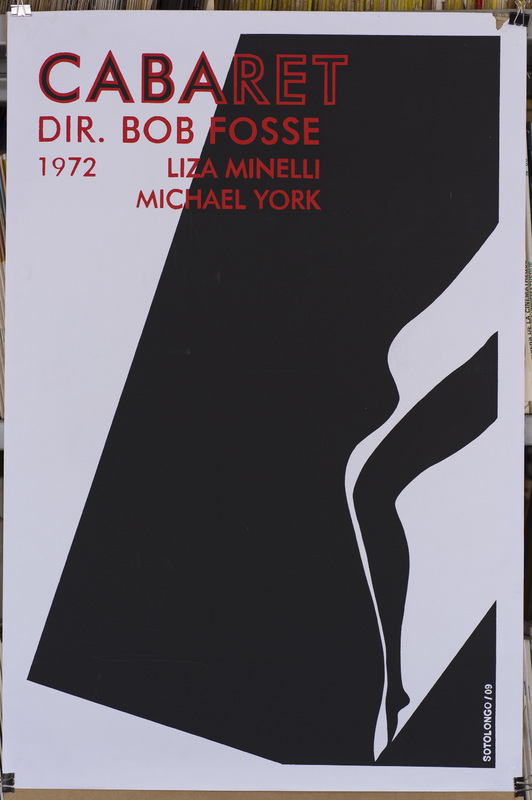 CABARET
DIR. BOB FOSSE
1972 LIZA MINELLI
MICHAEL YORK
SOTOLONGO / 09